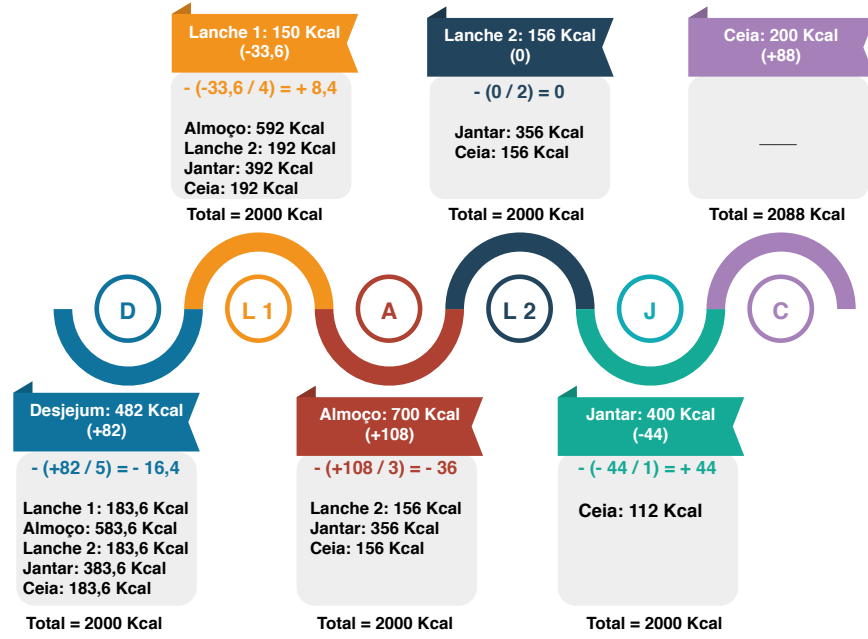 Lanche 1: 150 Kcal
(-33,6)
- (-33,6 / 4) = + 8,4
Almoço: 592 Kcal
Lanche 2: 192 Kcal
Jantar: 392 Kcal
Ceia: 192 Kcal
Total = 2000 Kcal
Lanche 2: 156 Kcal
(0)
- (0 / 2) = 0
Jantar: 356 Kcal
Ceia: 156 Kcal
Total = 2000 Kcal
Ceia: 200 Kcal
(+88)
Total = 2088 Kcal
D
L 1
A
L 2
J
C
Desjejum: 482 Kcal
(+82)
- (+82 / 5) = - 16,4
Lanche 1: 183,6 Kcal
Almoço: 583,6 Kcal
Lanche 2: 183,6 Kcal
Jantar: 383,6 Kcal
Ceia: 183,6 Kcal
Total = 2000 Kcal
Almoço: 700 Kcal
(+108)
- (+108 / 3) = - 36
Lanche 2: 156 Kcal
Jantar: 356 Kcal
Ceia: 156 Kcal
Total = 2000 Kcal
Jantar: 400 Kcal
(-44)
- (- 44 / 1) = + 44
Ceia: 112 Kcal
Total = 2000 Kcal